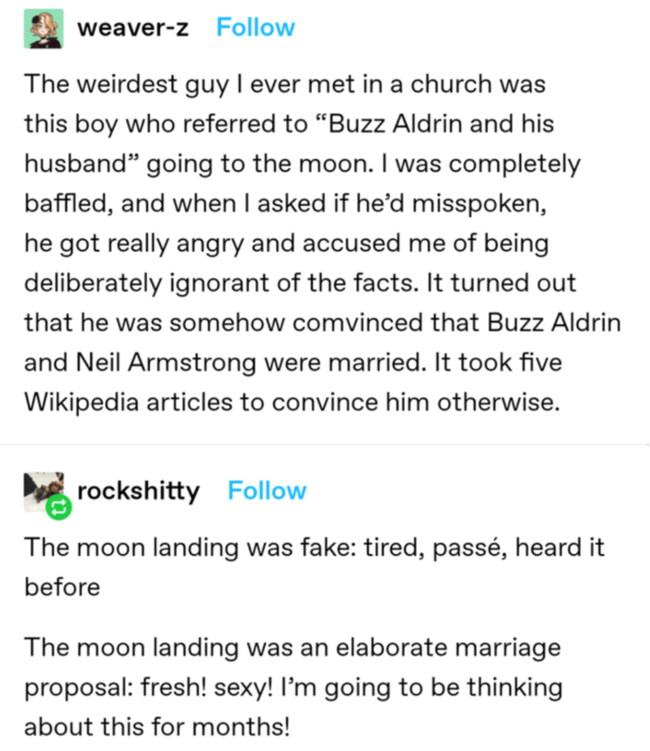 weaver-z Follow
The weirdest guy I ever met in a church was
this boy who referred to “Buzz Aldrin and his
husband” going to the moon. I was completely
baffled, and when I asked if he’d misspoken,
he got really angry and accused me of being
deliberately ignorant of the facts. It turned out
that he was somehow comvinced that Buzz Aldrin
and Neil Armstrong were married. It took five
Wikipedia articles to convince him otherwise.
rockshitty Follow
The moon landing was fake: tired, passé, heard it
before
The moon landing was an elaborate marriage
proposal: fresh! sexy! I’m going to be thinking
about this for months!